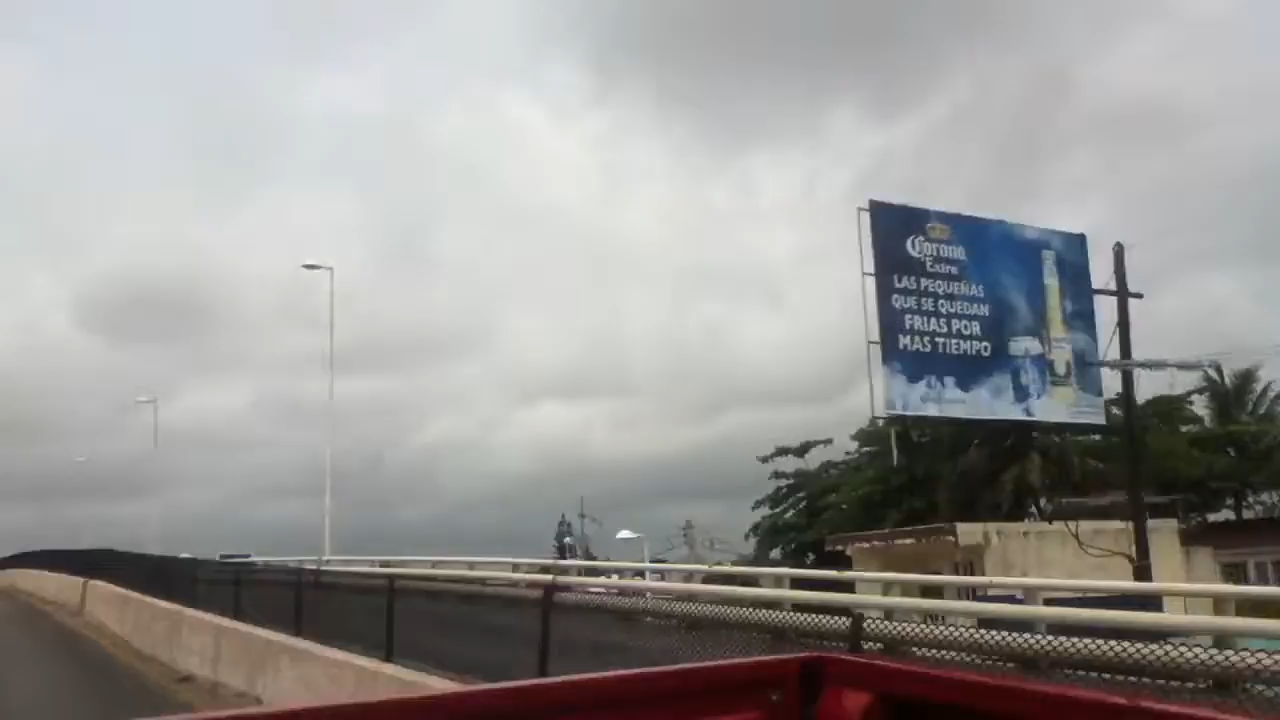 Corona
Extra
LAS PEQUEÑAS
QUE SE QUEDAN
FRIAS POR
MAS TIEMPO